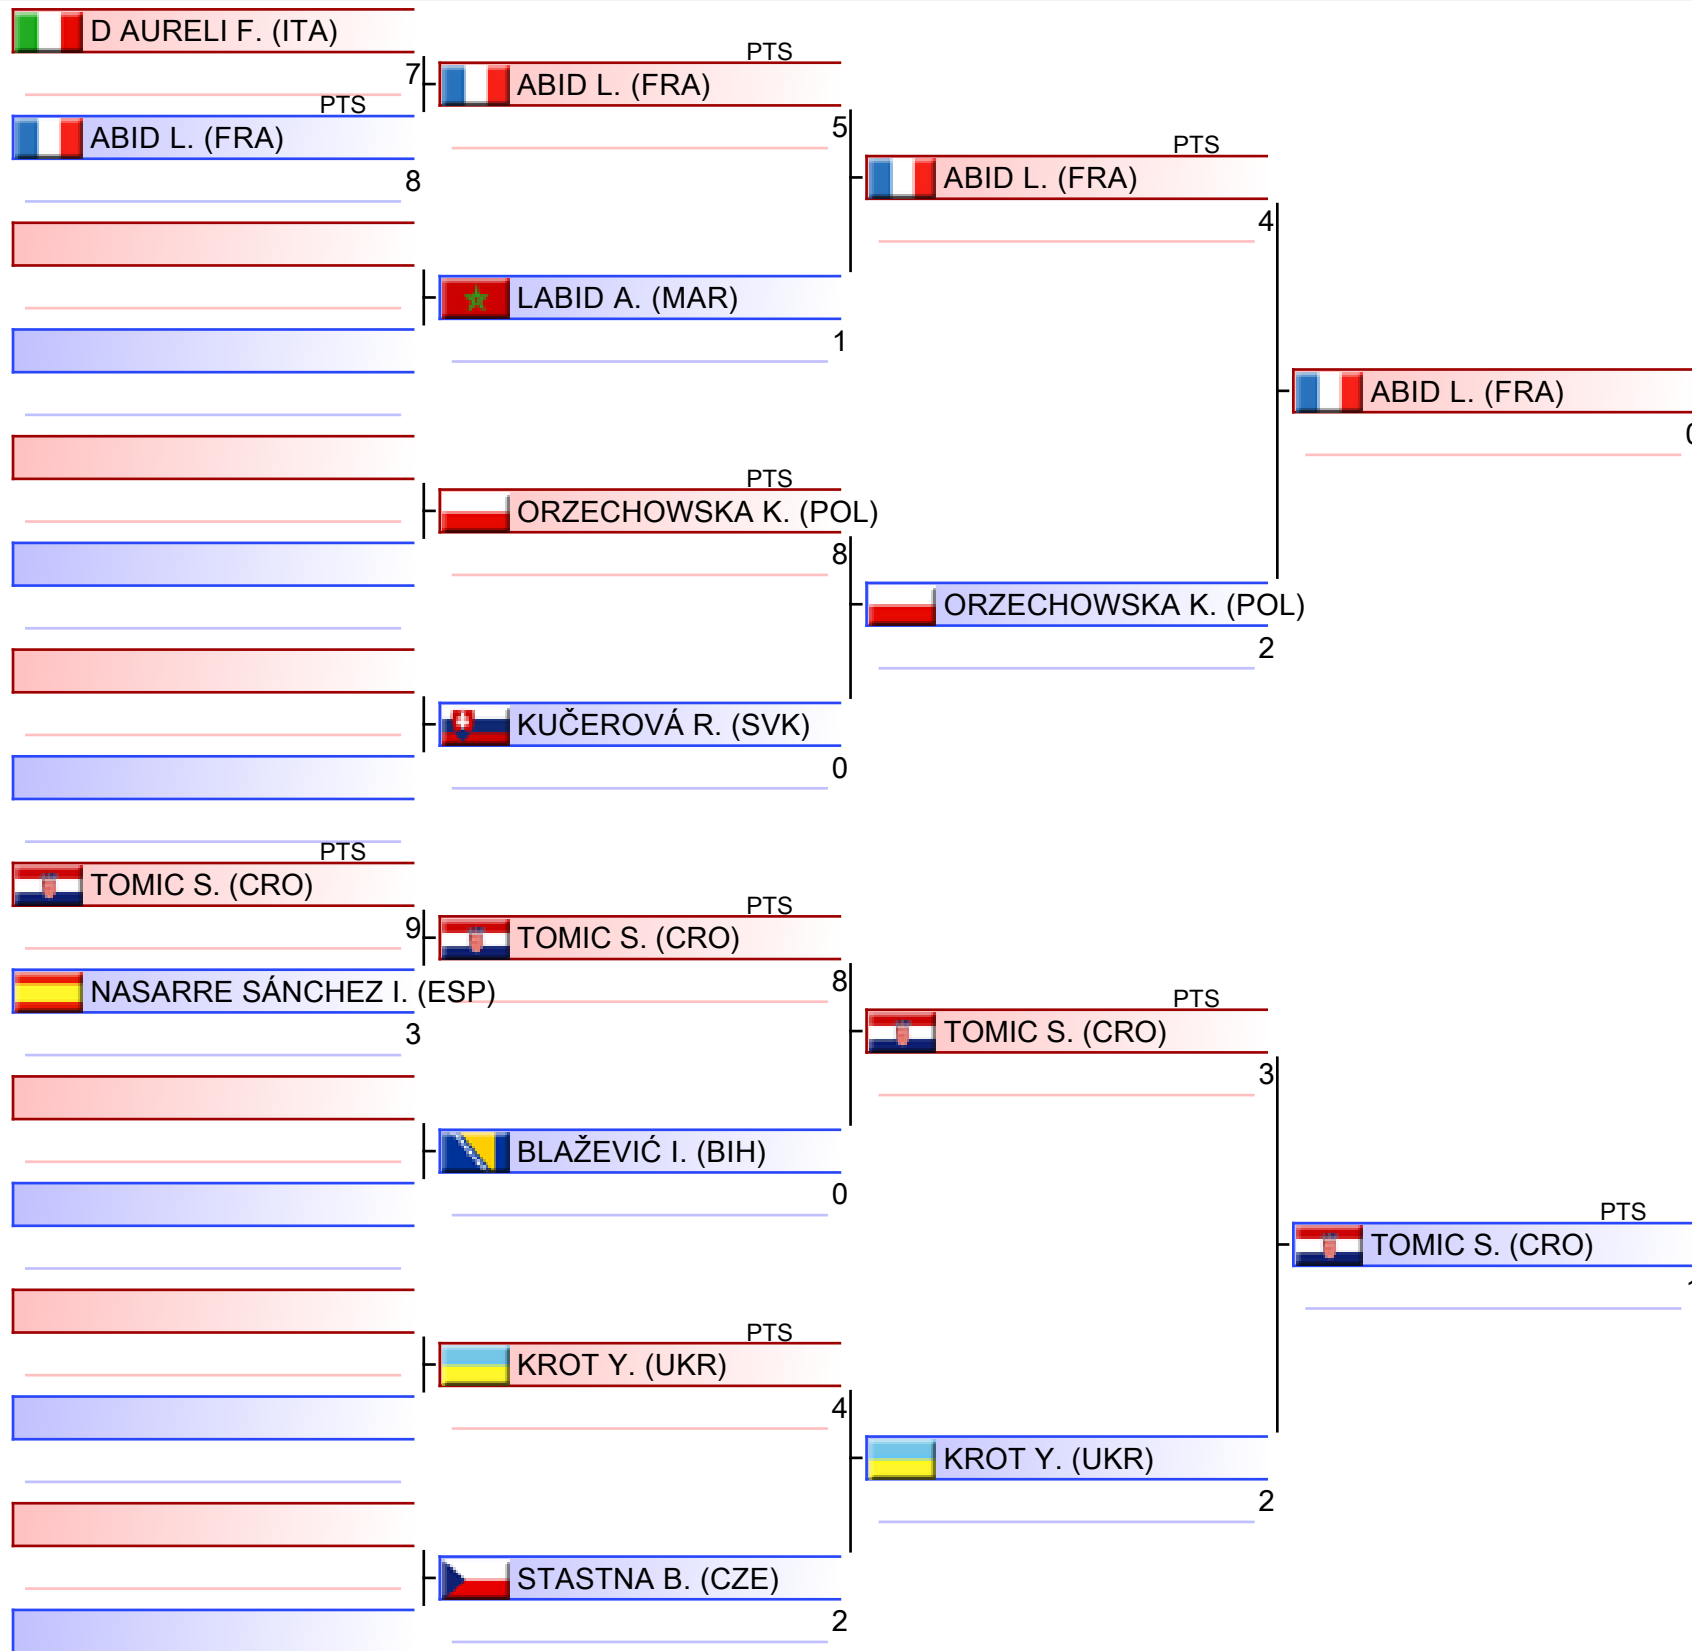 D AURELI F. (ITA)
7
PTS
ABID L. (FRA)
8
PTS
TOMIC S. (CRO)
9
NASARRE SÁNCHEZ I. (ESP)
3
PTS
ABID L. (FRA)
5
LABID A. (MAR)
1
PTS
ORZECHOWSKA K. (POL)
8
KUČEROVÁ R. (SVK)
0
PTS
TOMIC S. (CRO)
8
BLAŽEVIĆ I. (BIH)
0
PTS
KROT Y. (UKR)
4
STASTNA B. (CZE)
2
PTS
ABID L. (FRA)
4
ORZECHOWSKA K. (POL)
2
PTS
TOMIC S. (CRO)
3
KROT Y. (UKR)
2
ABID L. (FRA)
PTS
TOMIC S. (CRO)